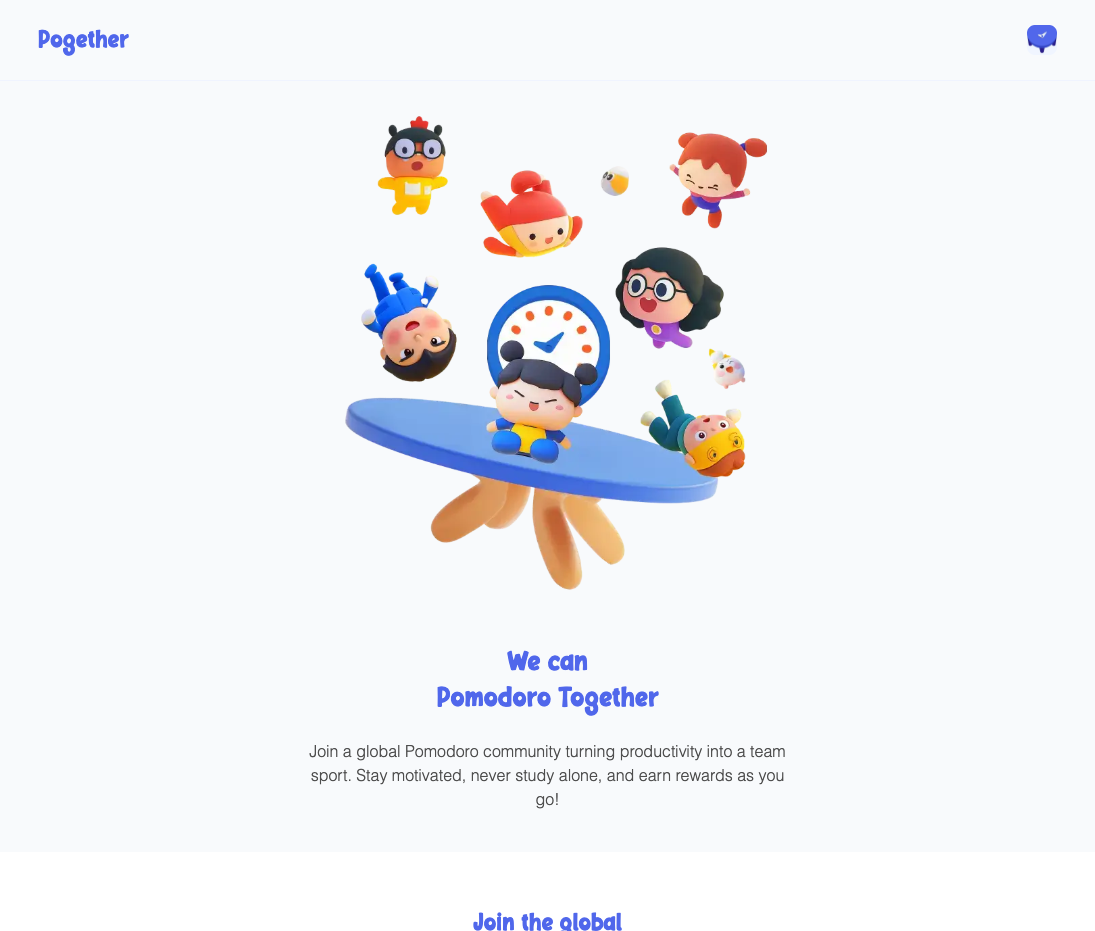 Pogether
We can
Pomodoro Together
Join a global Pomodoro community turning productivity into a team
sport. Stay motivated, never study alone, and earn rewards as you
go!
Join the global